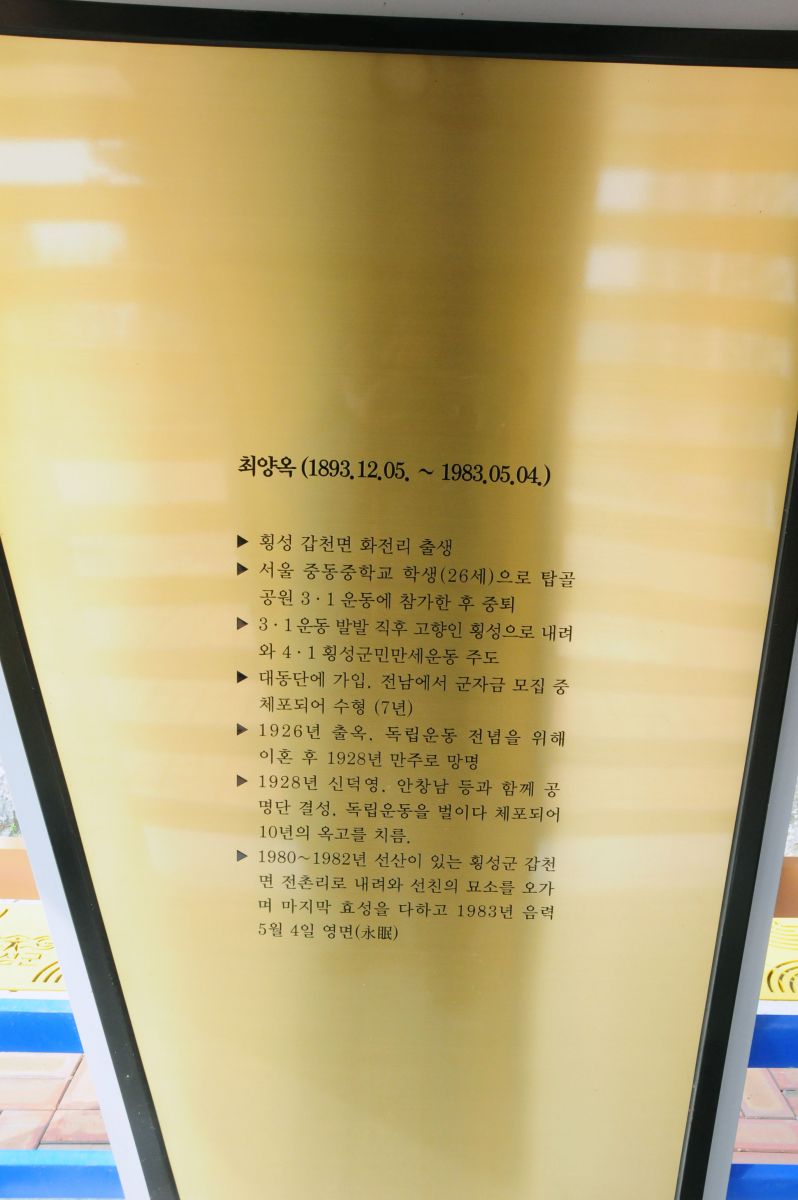 최양옥 (1893.12.05. ~ 1983.05.04.)
▶ 횡성 갑천면 화전리 출생
▶ 서울 중동중학교 학생(26세)으로 탑골
공원 3·1 운동에 참가한 후 중퇴
▶ 3·1 운동 발발 직후 고향인 횡성으로 내려
와 4·1 횡성군민만세운동 주도
▶ 대동단에 가입, 전남에서 군자금 모집 중
체포되어 수형 (7년)
▶ 1926년 출옥, 독립운동 전념을 위해
이혼 후 1928년 만주로 망명
▶ 1928년 신덕영, 안창남 등과 함께 공
명단 결성, 독립운동을 벌이다 체포되어
10년의 옥고를 치름.
▶ 1980~1982년 선산이 있는 횡성군 갑천
면 전촌리로 내려와 선친의 묘소를 오가
며 마지막 효성을 다하고 1983년 음력
5월 4일 영면(永眠)